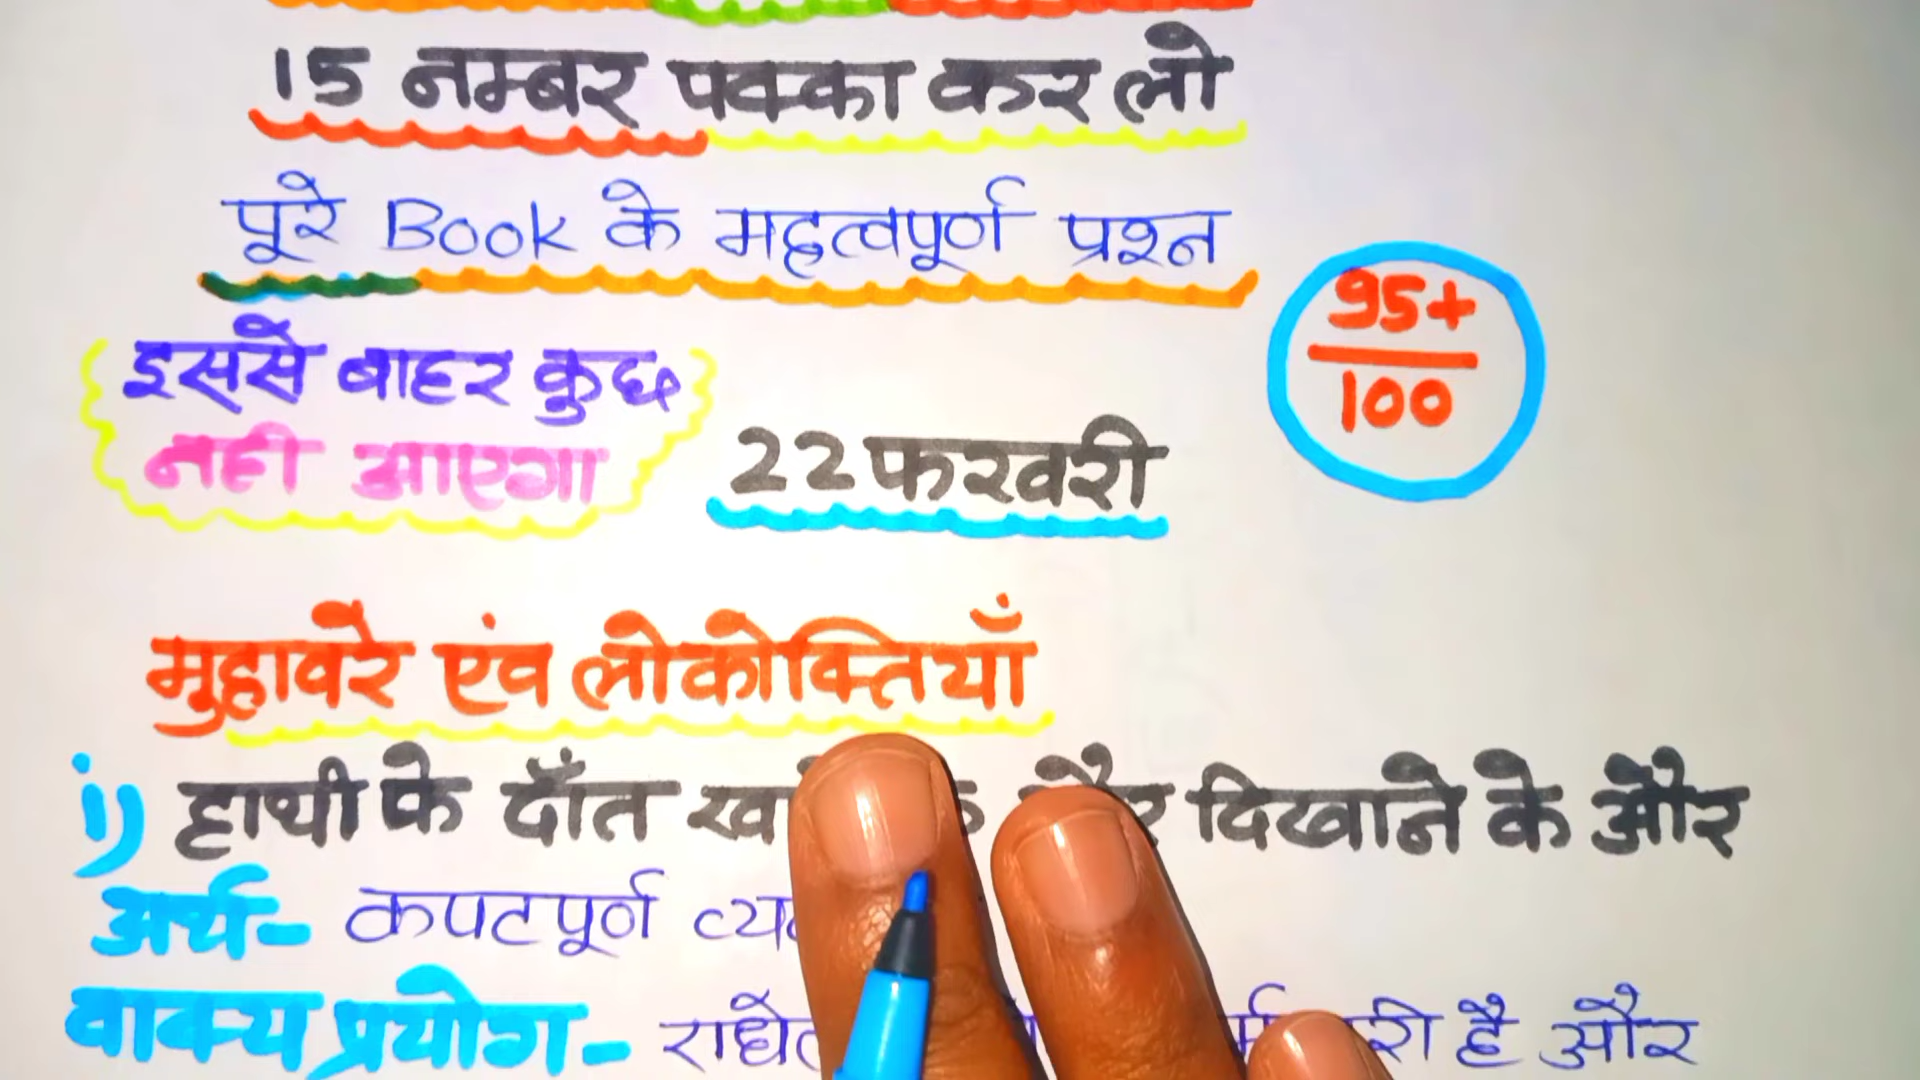 15 नम्बर पक्का कर लो
पूरे Book के महत्वपूर्ण प्रश्न
95+
100
इससे बाहर कुछ
नही आएगा
22 फरवरी
मुहावरे एंव लोकोक्तियाँ
i) हाथी के दाँत दिखाने के और
अर्थ- कपटपूर्ण
वाक्य प्रयोग- है और